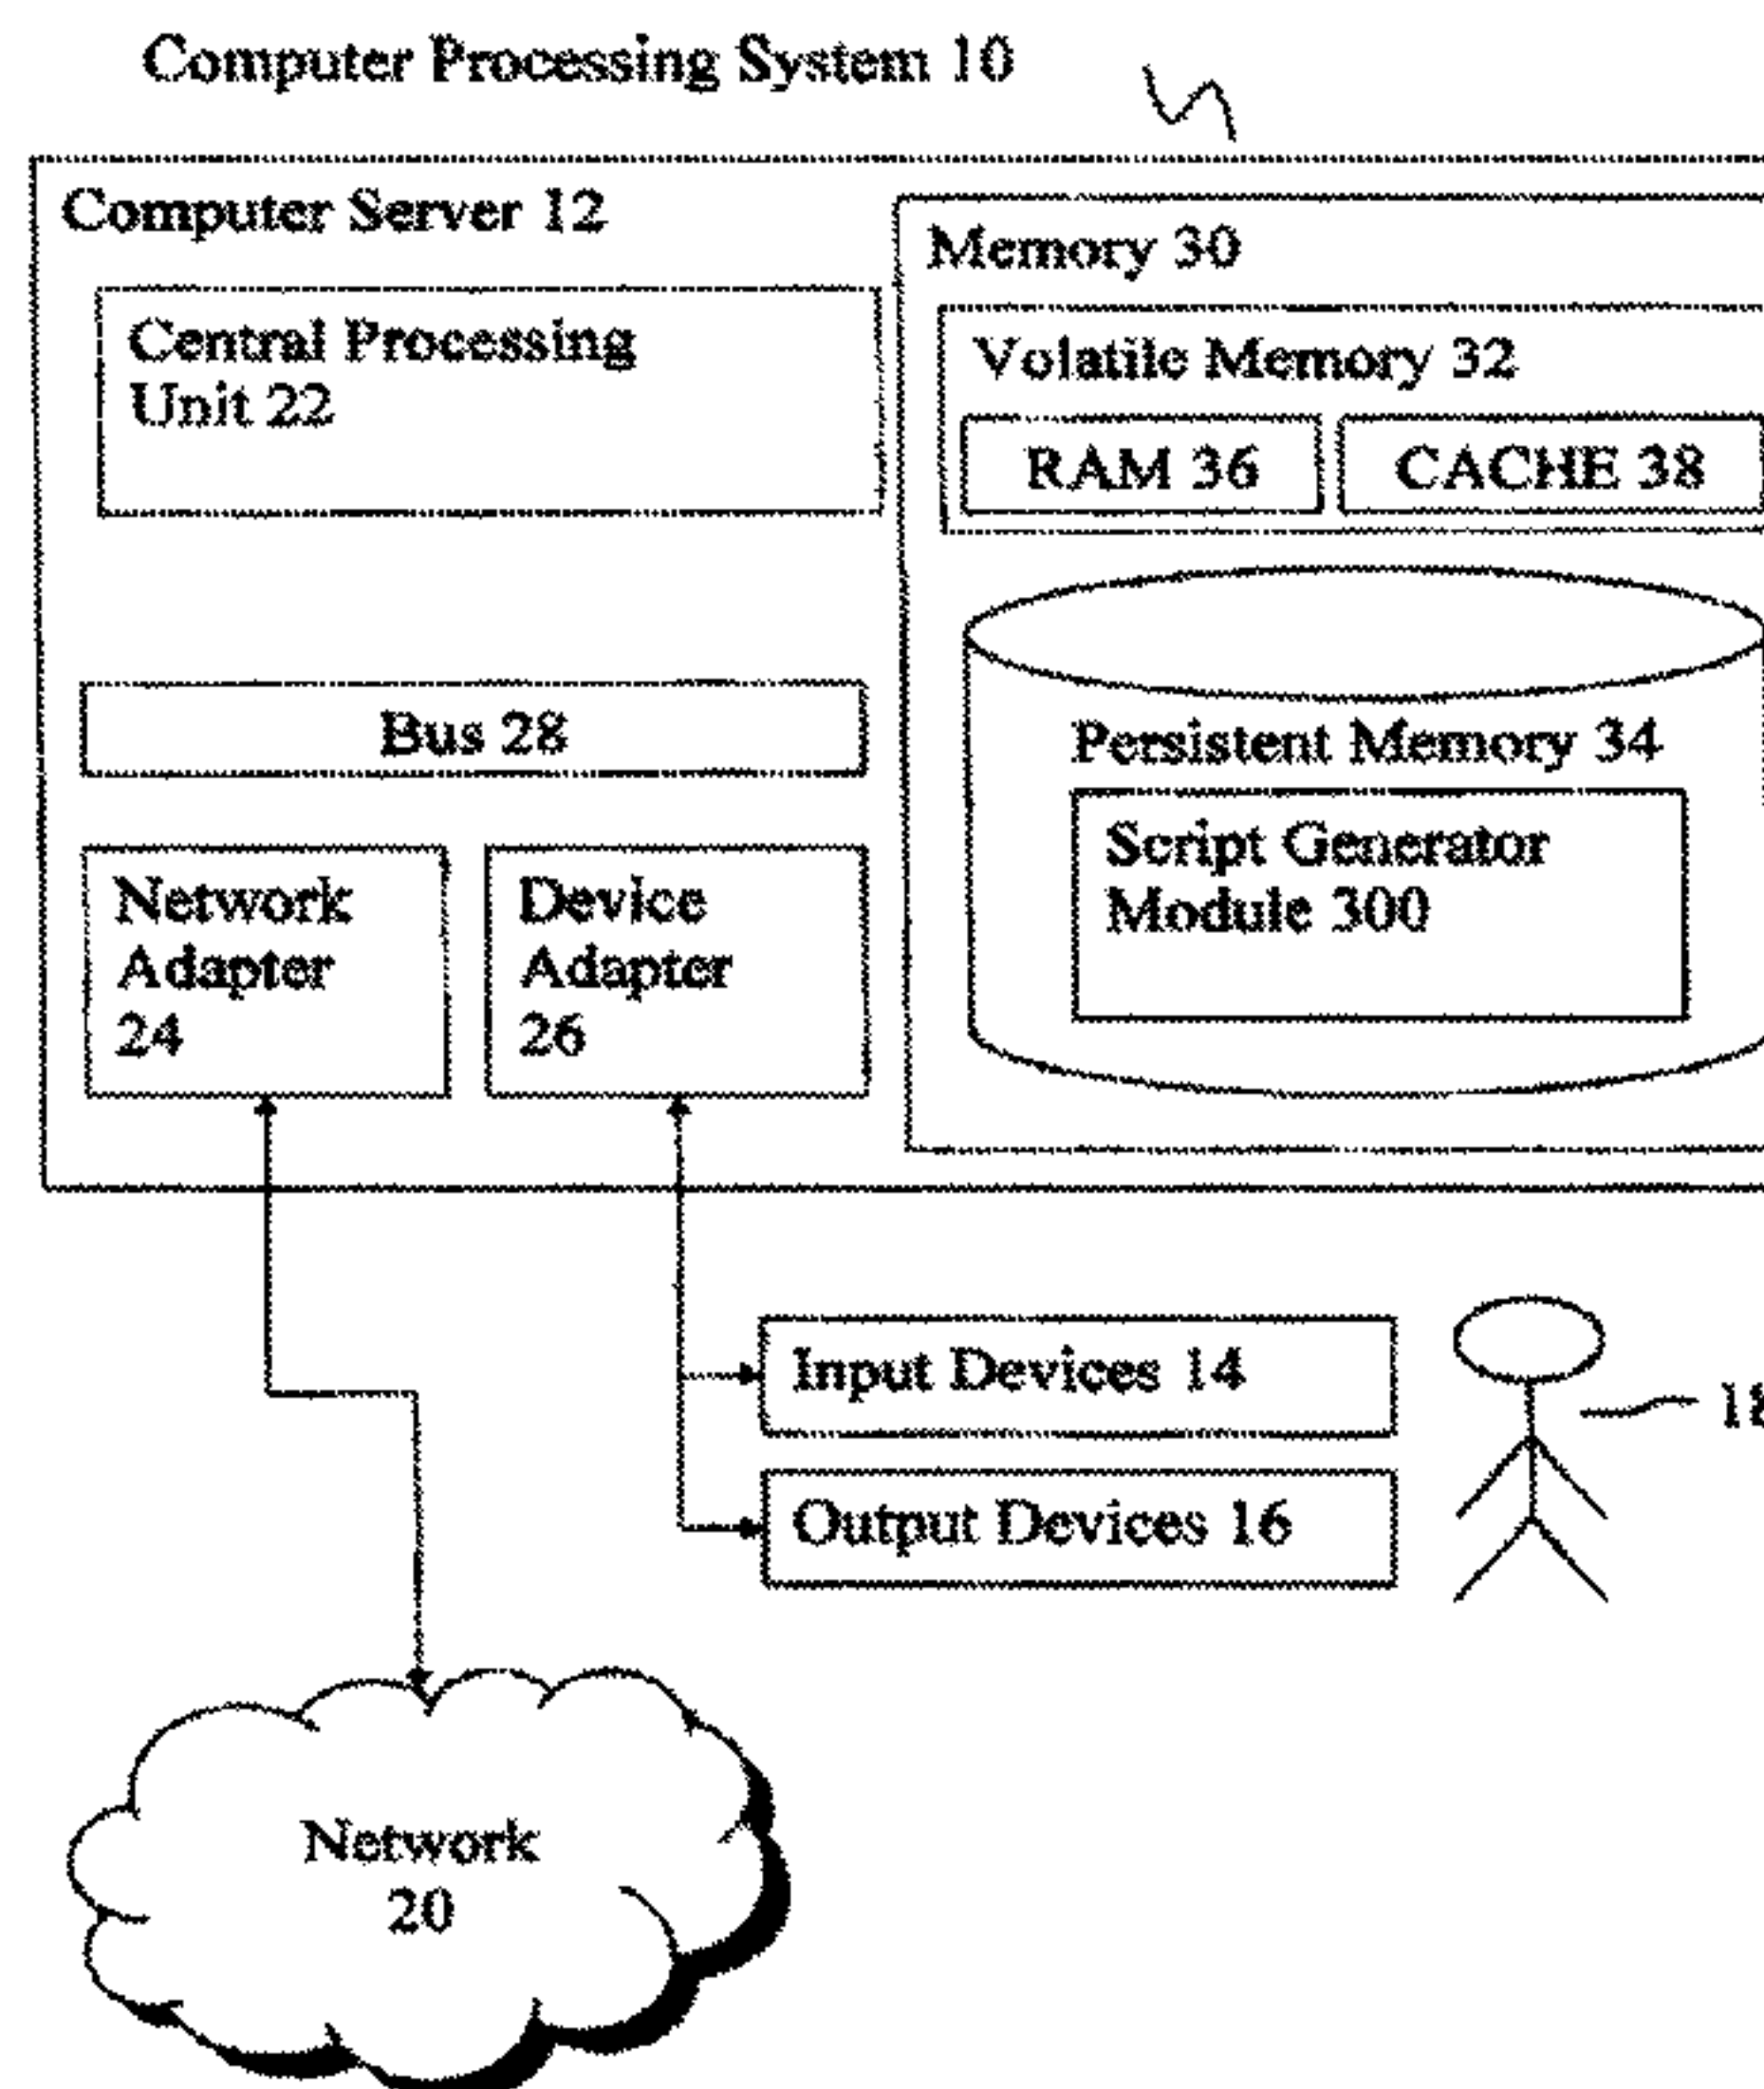 Computer Processing System 10
Computer Server 12
Central Processing
Unit 22
Bus 28
Network
Adapter
24
Device
Adapter
26
Memory 30
Volatile Memory 32
RAM 36
CACHE 38
Persistent Memory 34
Script Generator
Module 300
Input Devices 14
Output Devices 16
18
Network
20